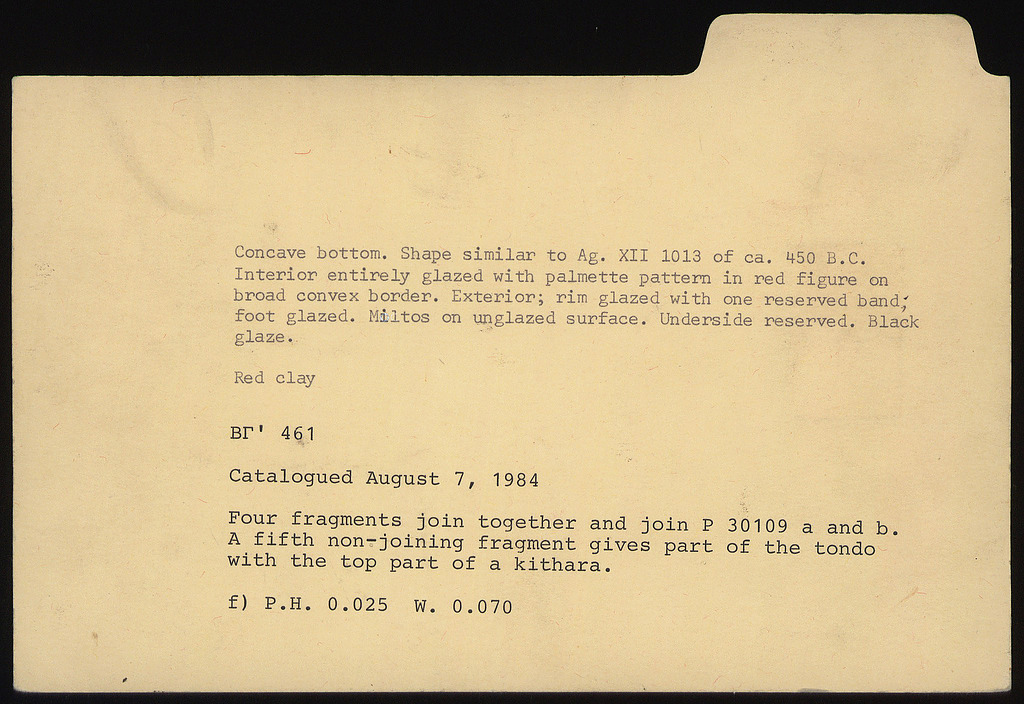 Concave bottom. Shape similar to Ag. XII 1013 of ca. 450 B.C.
Interior entirely glazed with palmette pattern in red figure on
broad convex border. Exterior; rim glazed with one reserved band;
foot glazed. Miltos on unglazed surface. Underside reserved. Black
glaze.
Red clay
ΒΓ' 461
Catalogued August 7, 1984
Four fragments join together and join P 30109 a and b.
A fifth non-joining fragment gives part of the tondo
with the top part of a kithara.
f) P.H. 0.025 W. 0.070